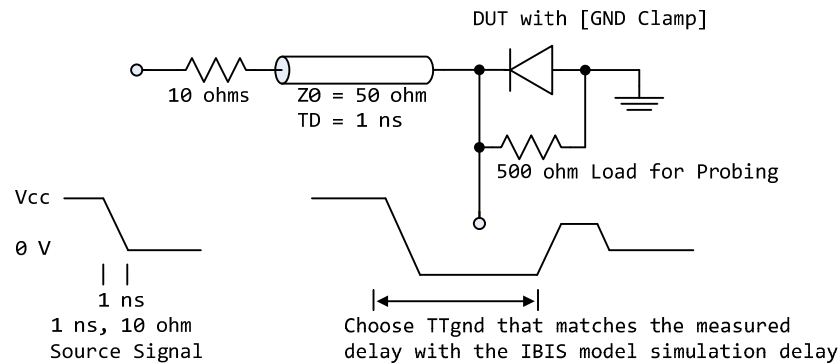 DUT with [GND Clamp]
10 ohms
Z0 = 50 ohm
TD = 1 ns
500 ohm Load for Probing
Vcc
0 V
1 ns
1 ns, 10 ohm
Source Signal
Choose TTgnd that matches the measured
delay with the IBIS model simulation delay